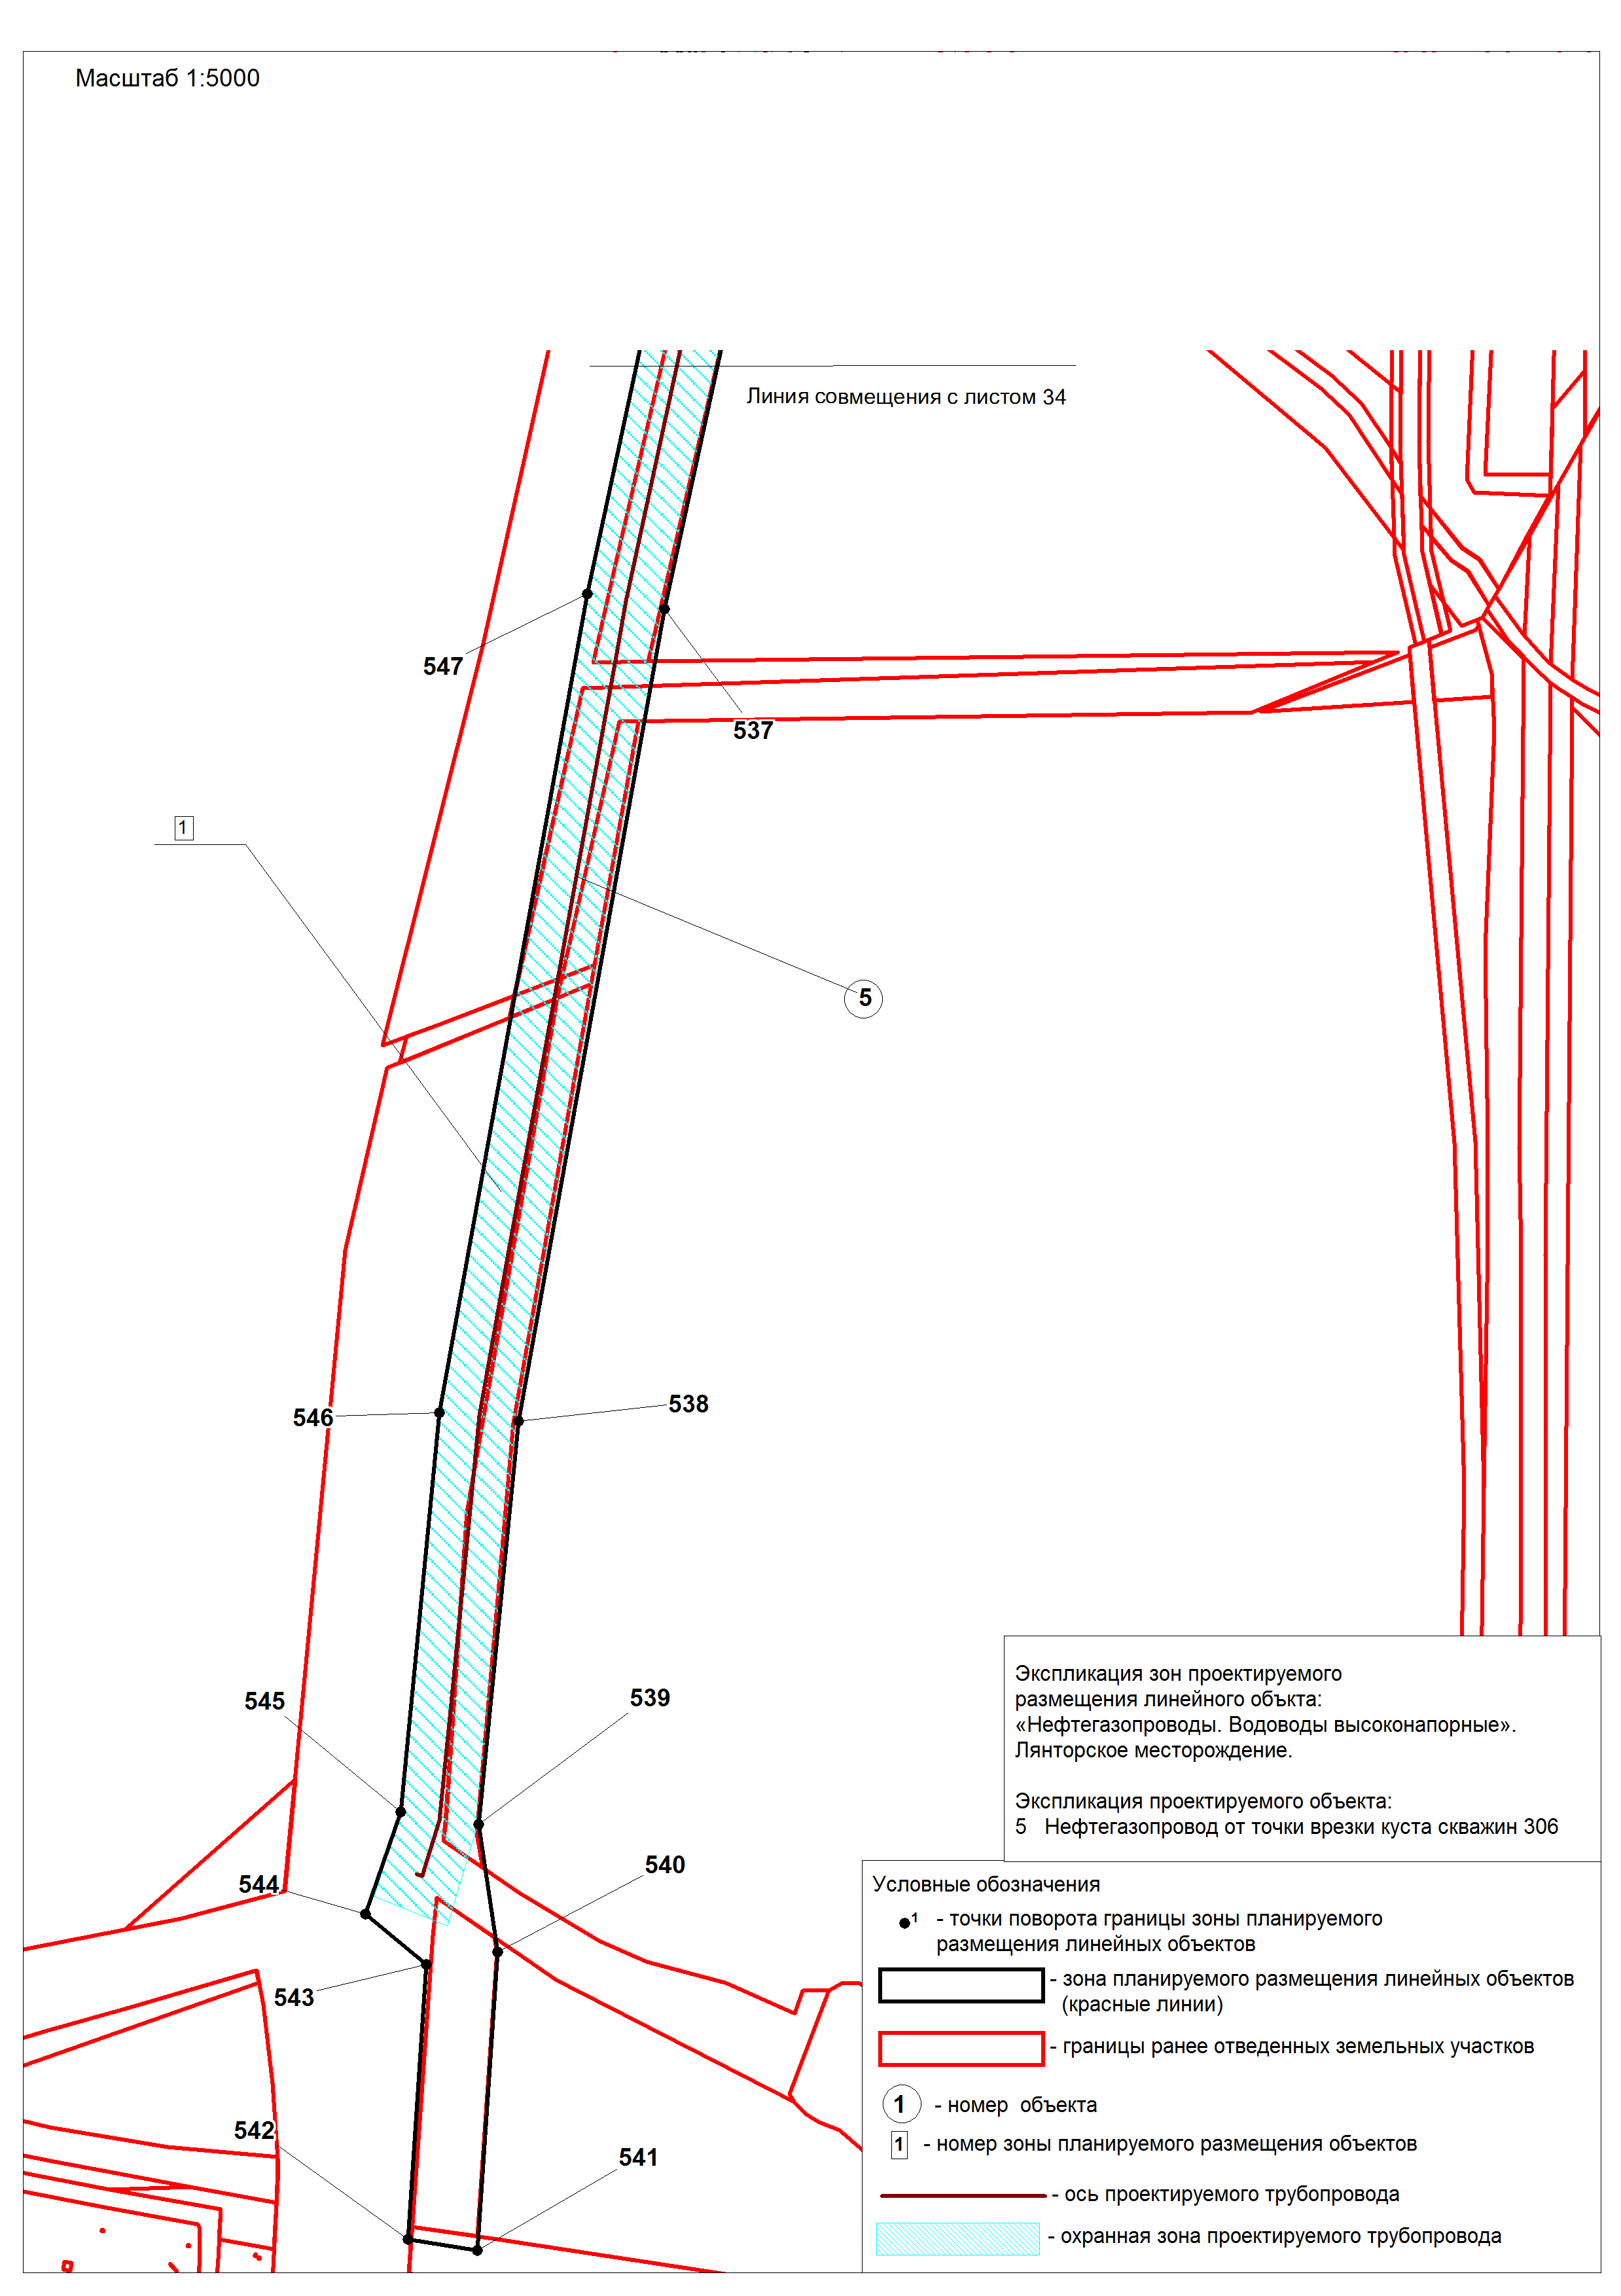 Масштаб 1:5000
Линия совмещения с листом 34
547
537
1
5
546
538
545
539
544
540
543
542
541
Экспликация зон проектируемого
размещения линейного объкта:
«Нефтегазопроводы. Водоводы высоконапорные».
Лянторское месторождение.
Экспликация проектируемого объекта:
5 Нефтегазопровод от точки врезки куста скважин 306
Условные обозначения
1 - точки поворота границы зоны планируемого
размещения линейных объектов
- зона планируемого размещения линейных объектов
(красные линии)
- границы ранее отведенных земельных участков
1 - номер объекта
1 - номер зоны планируемого размещения объектов
- ось проектируемого трубопровода
- охранная зона проектируемого трубопровода